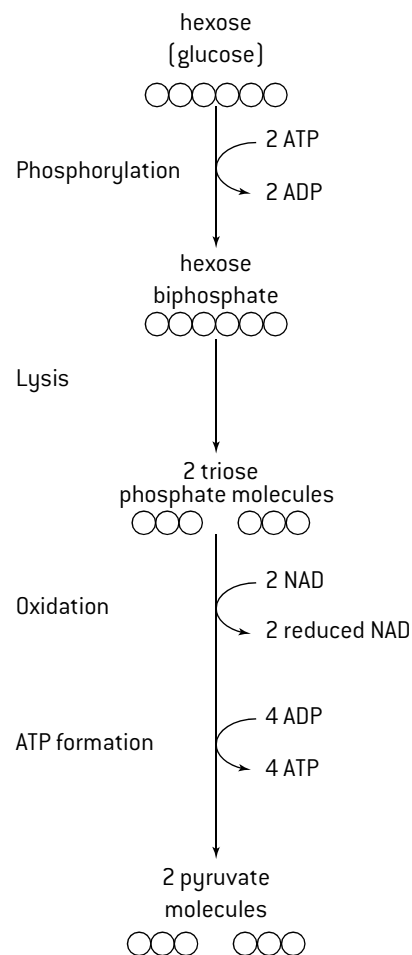 hexose
(glucose)
2 ATP
Phosphorylation
2 ADP
hexose
biphosphate
Lysis
2 triose
phosphate molecules
2 NAD
Oxidation
2 reduced NAD
4 ADP
ATP formation
4 ATP
2 pyruvate
molecules